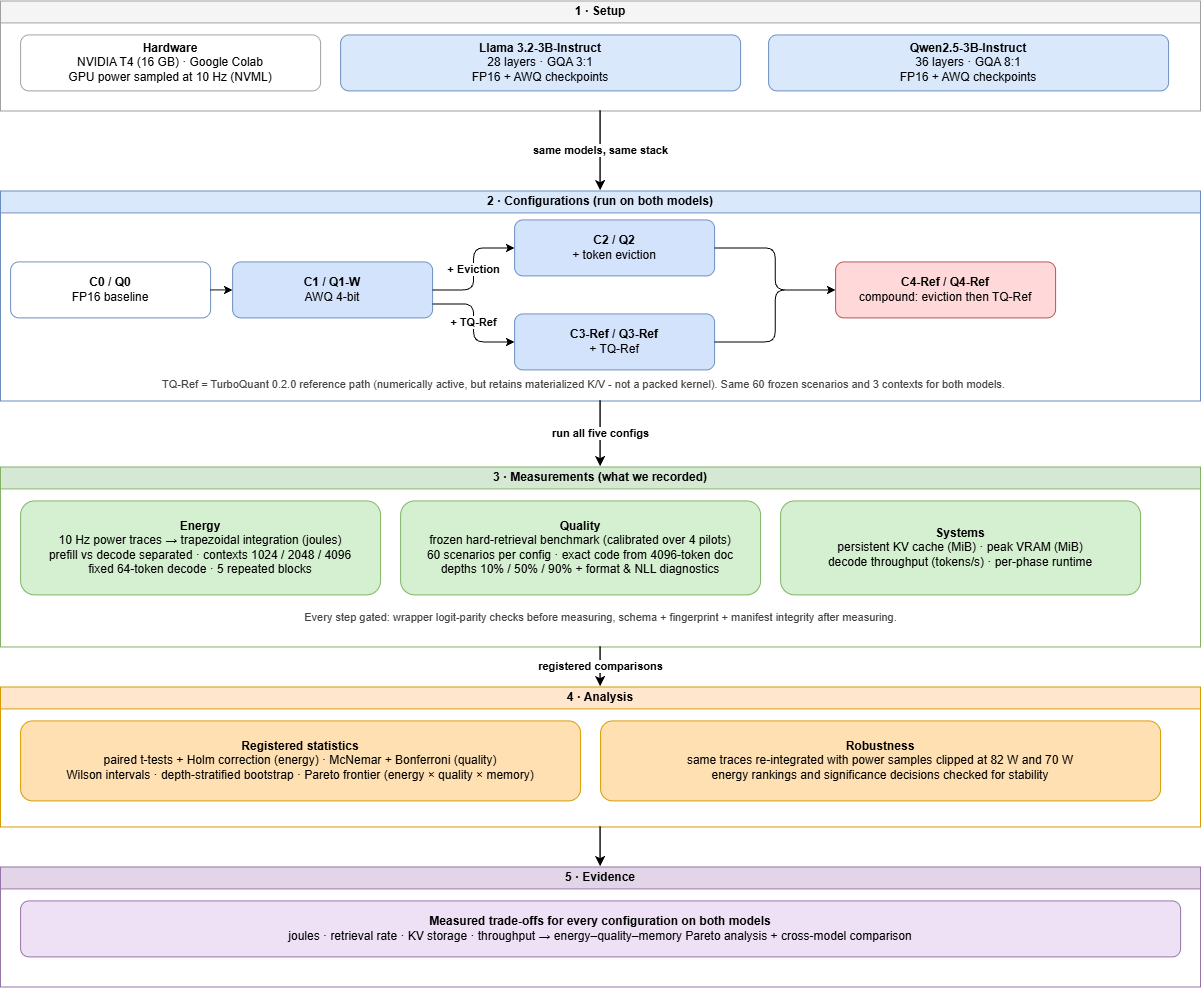 1 · Setup
Hardware
NVIDIA T4 (16 GB) · Google Colab
GPU power sampled at 10 Hz (NVML)
Llama 3.2-3B-Instruct
28 layers · GQA 3:1
FP16 + AWQ checkpoints
Qwen2.5-3B-Instruct
36 layers · GQA 8:1
FP16 + AWQ checkpoints
same models, same stack
2 · Configurations (run on both models)
C0 / Q0
FP16 baseline
C1 / Q1-W
AWQ 4-bit
+ Eviction
+ TQ-Ref
C2 / Q2
+ token eviction
C3-Ref / Q3-Ref
+ TQ-Ref
C4-Ref / Q4-Ref
compound: eviction then TQ-Ref
TQ-Ref = TurboQuant 0.2.0 reference path (numerically active, but retains materialized K/V - not a packed kernel). Same 60 frozen scenarios and 3 contexts for both models.
run all five configs
3 · Measurements (what we recorded)
Energy
10 Hz power traces → trapezoidal integration (joules)
prefill vs decode separated · contexts 1024 / 2048 / 4096
fixed 64-token decode · 5 repeated blocks
Quality
frozen hard-retrieval benchmark (calibrated over 4 pilots)
60 scenarios per config · exact code from 4096-token doc
depths 10% / 50% / 90% + format & NLL diagnostics
Systems
persistent KV cache (MiB) · peak VRAM (MiB)
decode throughput (tokens/s) · per-phase runtime
Every step gated: wrapper logit-parity checks before measuring, schema + fingerprint + manifest integrity after measuring.
registered comparisons
4 · Analysis
Registered statistics
paired t-tests + Holm correction (energy) · McNemar + Bonferroni (quality)
Wilson intervals · depth-stratified bootstrap · Pareto frontier (energy × quality × memory)
Robustness
same traces re-integrated with power samples clipped at 82 W and 70 W
energy rankings and significance decisions checked for stability
5 · Evidence
Measured trade-offs for every configuration on both models
joules · retrieval rate · KV storage · throughput → energy–quality–memory Pareto analysis + cross-model comparison